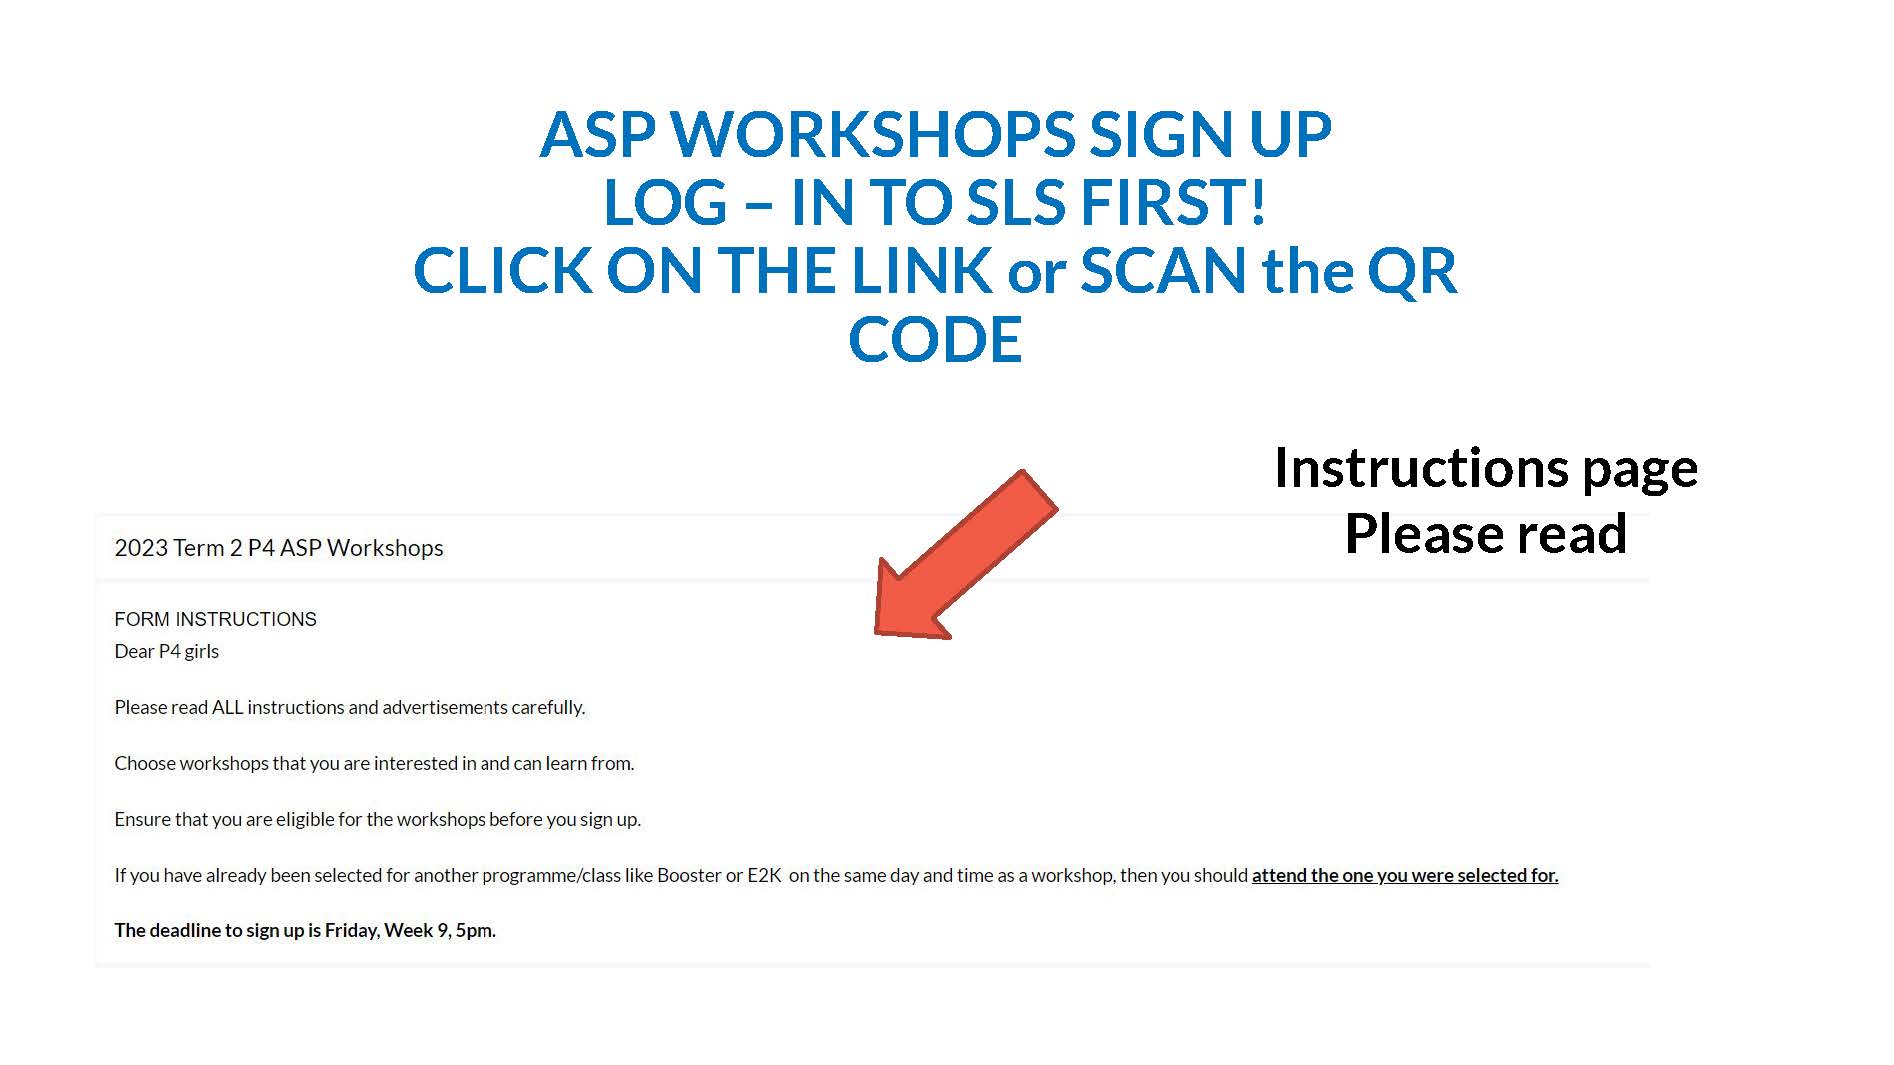 ASP WORKSHOPS SIGN UP
LOG – IN TO SLS FIRST!
CLICK ON THE LINK or SCAN the QR
CODE
Instructions page
Please read
2023 Term 2 P4 ASP Workshops
FORM INSTRUCTIONS
Dear P4 girls
Please read ALL instructions and advertisements carefully.
Choose workshops that you are interested in and can learn from.
Ensure that you are eligible for the workshops before you sign up.
If you have already been selected for another programme/class like Booster or E2K on the same day and time as a workshop, then you should attend the one you were selected for.
The deadline to sign up is Friday, Week 9, 5pm.